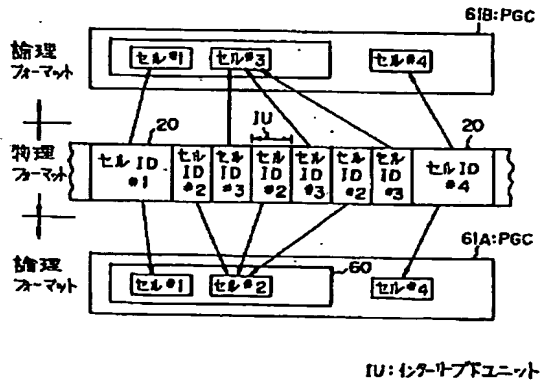 61B:PGC
論理
フォーマット
セル#1
セル#3
セル#4
IU
20
20
物理
フォーマット
セル ID
#1
セル
ID
#2
セル
ID
#3
セル
ID
#2
セル
ID
#3
セル
ID
#2
セル
ID
#3
セル ID
#4
61A:PGC
論理
フォーマット
60
セル#1
セル#2
セル#4
IU:インターリーブドユニット